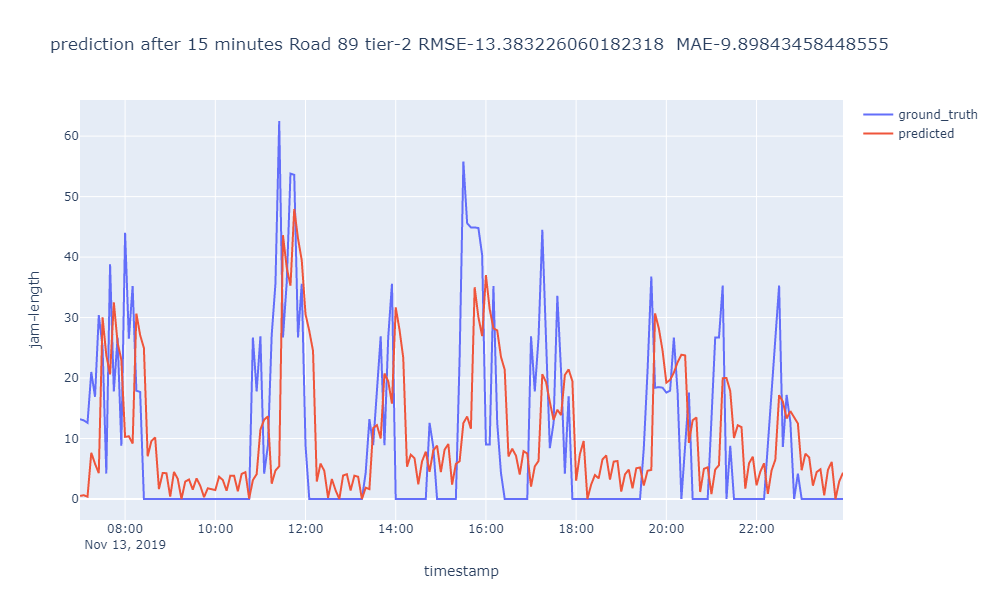 prediction after 15 minutes Road 89 tier-2 RMSE-13.383226060182318  MAE-9.89843458448555
ground_truth
predicted
jam-length
60
50
40
30
20
10
0
08:00 10:00 12:00 14:00 16:00 18:00 20:00 22:00
Nov 13, 2019
timestamp